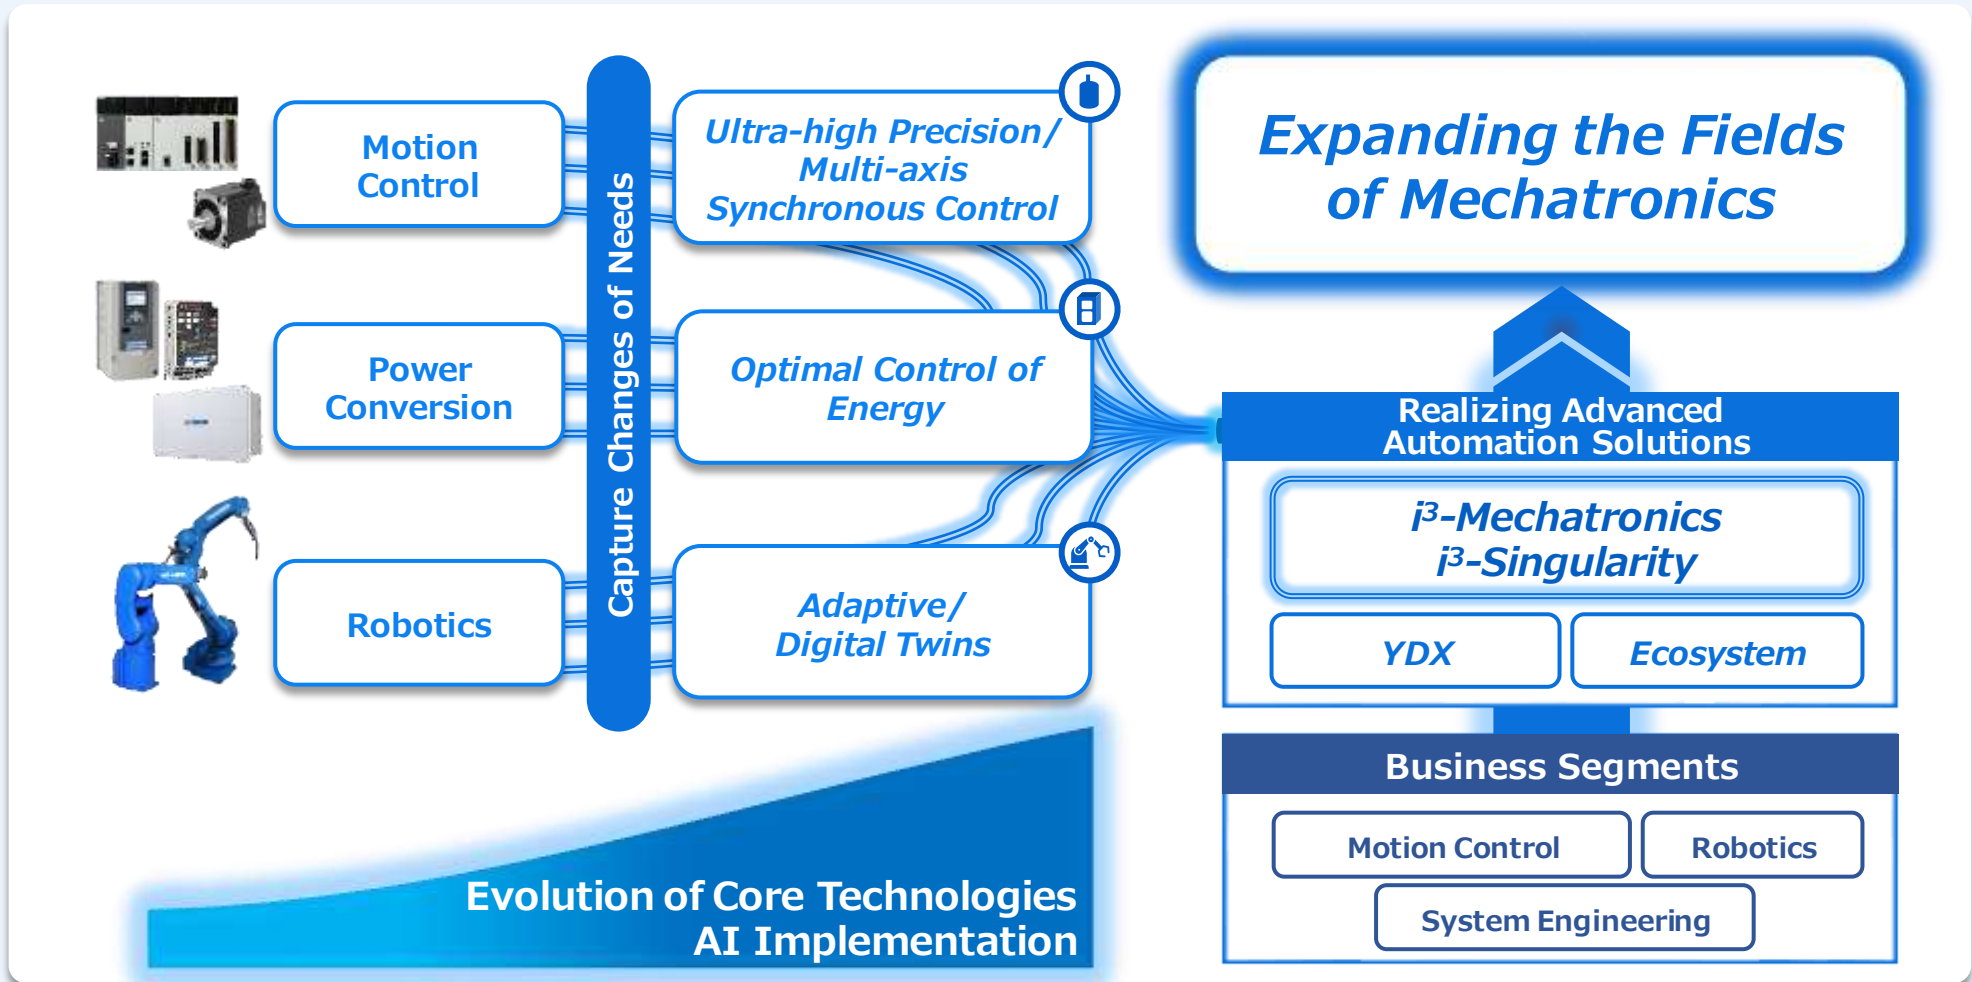 Motion
Control
Power
Conversion
Robotics
Capture Changes of Needs
Ultra-high Precision/
Multi-axis
Synchronous Control
Optimal Control of
Energy
Adaptive/
Digital Twins
Evolution of Core Technologies
AI Implementation
Expanding the Fields
of Mechatronics
Realizing Advanced
Automation Solutions
i³-Mechatronics
i³-Singularity
YDX
Ecosystem
Business Segments
Motion Control
Robotics
System Engineering